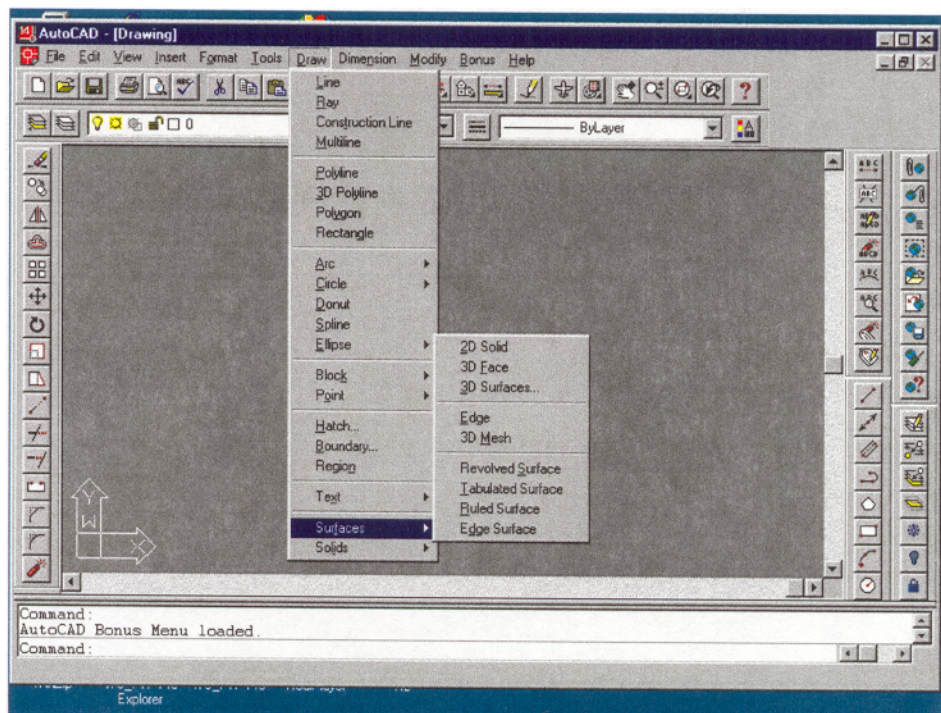 AutoCAD - [Drawing]
File Edit View Insert Format Tools Draw Dimension Modify Bonus Help
0
ByLayer
Line
Ray
Construction Line
Multiline
Polyline
3D Polyline
Polygon
Rectangle
Arc
Circle
Donut
Spline
Ellipse
Block
Point
Hatch...
Boundary...
Region
Text
Surfaces
Solids
2D Solid
3D Face
3D Surfaces...
Edge
3D Mesh
Revolved Surface
Tabulated Surface
Ruled Surface
Edge Surface
Y
W
X
Command:
AutoCAD Bonus Menu loaded.
Command:
Explorer